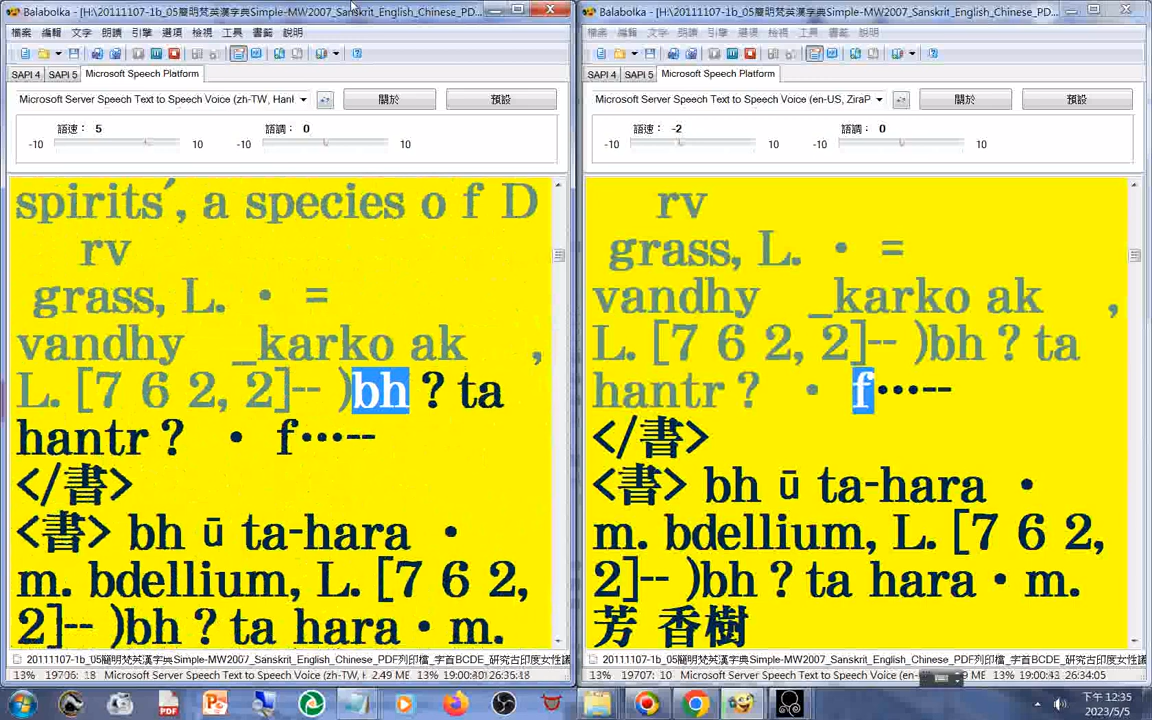 Balabolka - [H:\20111107-1b_05簡明梵英漢字典Simple-MW2007_Sanskrit_English_Chinese_PD...
檔案 編輯 文字 朗讀 引擎 選項 檢視 工具 書籤 說明
SAPI 4 SAPI 5 Microsoft Speech Platform
Microsoft Server Speech Text to Speech Voice (zh-TW, Hanl 關於 預設
語速： 5 語調： 0
-10 10 -10 10
spirits´, a species o f D
rv
grass, L. • =
vandhy _karko ak ,
L. [7 6 2, 2]-- )bh ? ta
hantr ? • f…--
</書>
<書> bh ū ta-hara •
m. bdellium, L. [7 6 2,
2]-- )bh ? ta hara • m.
20111107-1b_05簡明梵英漢字典Simple-MW2007_Sanskrit_English_Chinese_PDF列印檔_字首BCDE_研究古印度女性議
13% 19706: 18 Microsoft Server Speech Text to Speech Voice (zh-TW, H 2.49 ME 13% 26:35:18
Balabolka - [H:\20111107-1b_05簡明梵英漢字典Simple-MW2007_Sanskrit_English_Chinese_PD...
檔案 編輯 文字 朗讀 引擎 選項 檢視 工具 書籤 說明
SAPI 4 SAPI 5 Microsoft Speech Platform
Microsoft Server Speech Text to Speech Voice (en-US, ZiraP 關於 預設
語速： -2 語調： 0
-10 10 -10 10
rv
grass, L. • =
vandhy _karko ak ,
L. [7 6 2, 2]-- )bh ? ta
hantr ? • f…--
</書>
<書> bh ū ta-hara •
m. bdellium, L. [7 6 2,
2]-- )bh ? ta hara • m.
芳 香樹
20111107-1b_05簡明梵英漢字典Simple-MW2007_Sanskrit_English_Chinese_PDF列印檔_字首BCDE_研究古印度女性議
13% 19707: 10 Microsoft Server Speech Text to Speech Voice (en-US, ME 13% 19:00:43 26:34:05
下午 12:35
2023/5/5